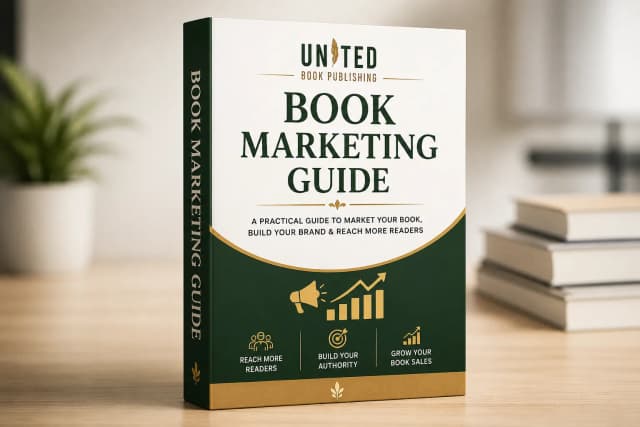 UNITED
BOOK PUBLISHING
BOOK
MARKETING
GUIDE
A PRACTICAL GUIDE TO MARKET YOUR BOOK,
BUILD YOUR BRAND & REACH MORE READERS
REACH MORE
READERS
BUILD YOUR
AUTHORITY
GROW YOUR
BOOK SALES
BOOK MARKETING GUIDE